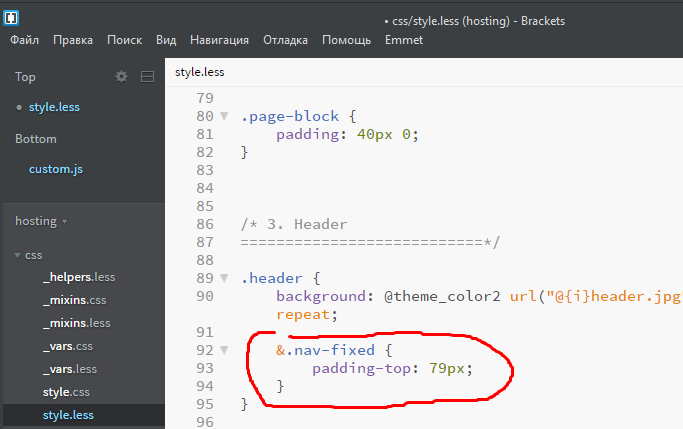 • css/style.less (hosting) - Brackets
Файл Правка Поиск Вид Навигация Отладка Помощь Emmet
Top
style.less
Bottom
custom.js
hosting
css
_helpers.less
_mixins.css
_mixins.less
_vars.css
_vars.less
style.css
style.less
style.less
79
80 .page-block {
81 padding: 40px 0;
82 }
83
84
85
86 /* 3. Header
87 ===========================*/
88
89 .header {
90 background: @theme_color2 url("@{i}header.jpg"
repeat;
91
92 &.nav-fixed {
93 padding-top: 79px;
94 }
95 }
96